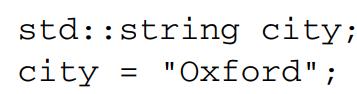 std::string city;
city = "Oxford";